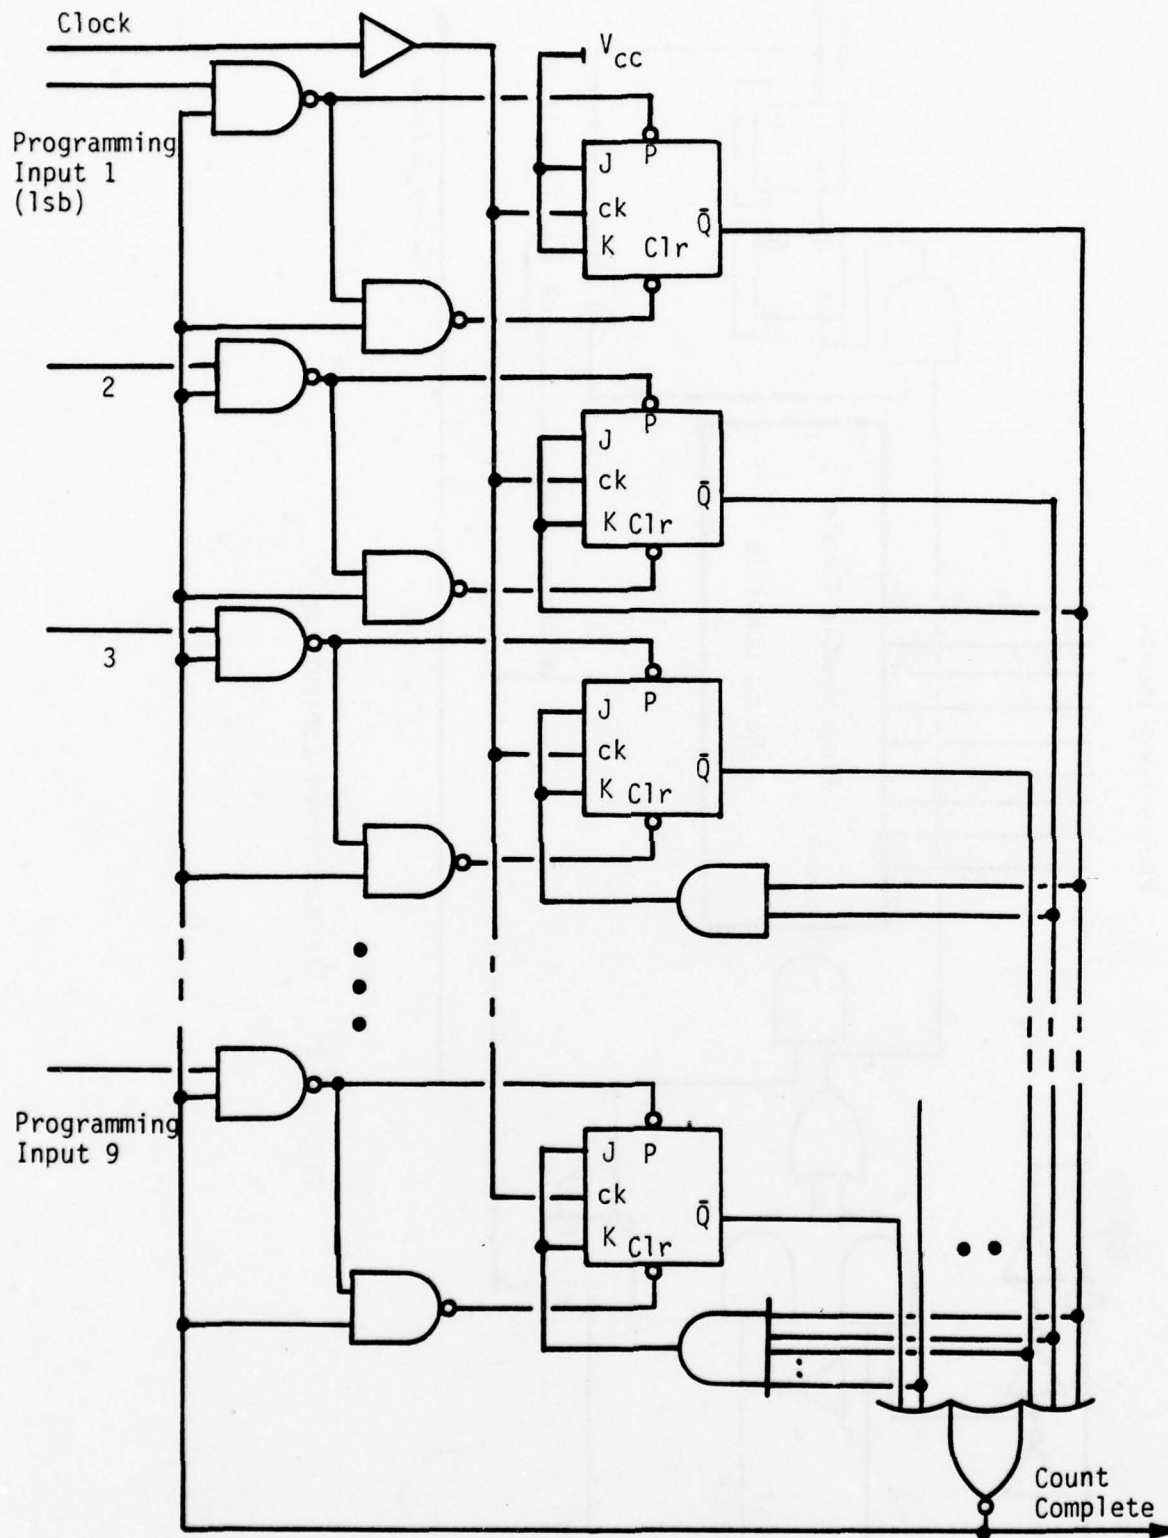 Clock
V_CC
Programming
Input 1
(lsb)
P
J
ck
K
Clr
Q̄
2
P
J
ck
K
Clr
Q̄
3
P
J
ck
K
Clr
Q̄
Programming
Input 9
P
J
ck
K
Clr
Q̄
Count
Complete